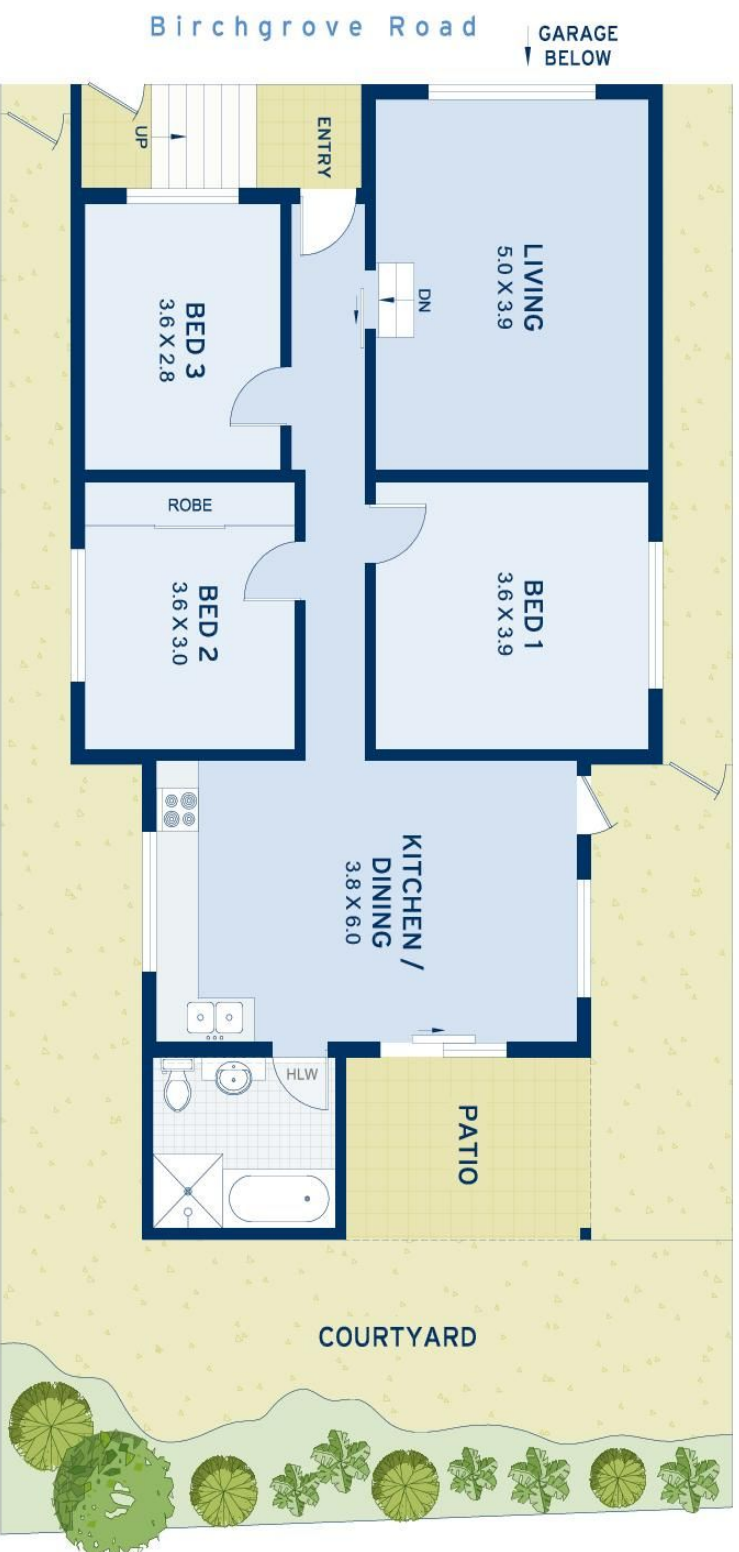 Birchgrove Road
GARAGE
BELOW
UP
ENTRY
LIVING
5.0 X 3.9
DN
BED 3
3.6 X 2.8
ROBE
BED 2
3.6 X 3.0
BED 1
3.6 X 3.9
KITCHEN /
DINING
3.8 X 6.0
HLW
PATIO
COURTYARD